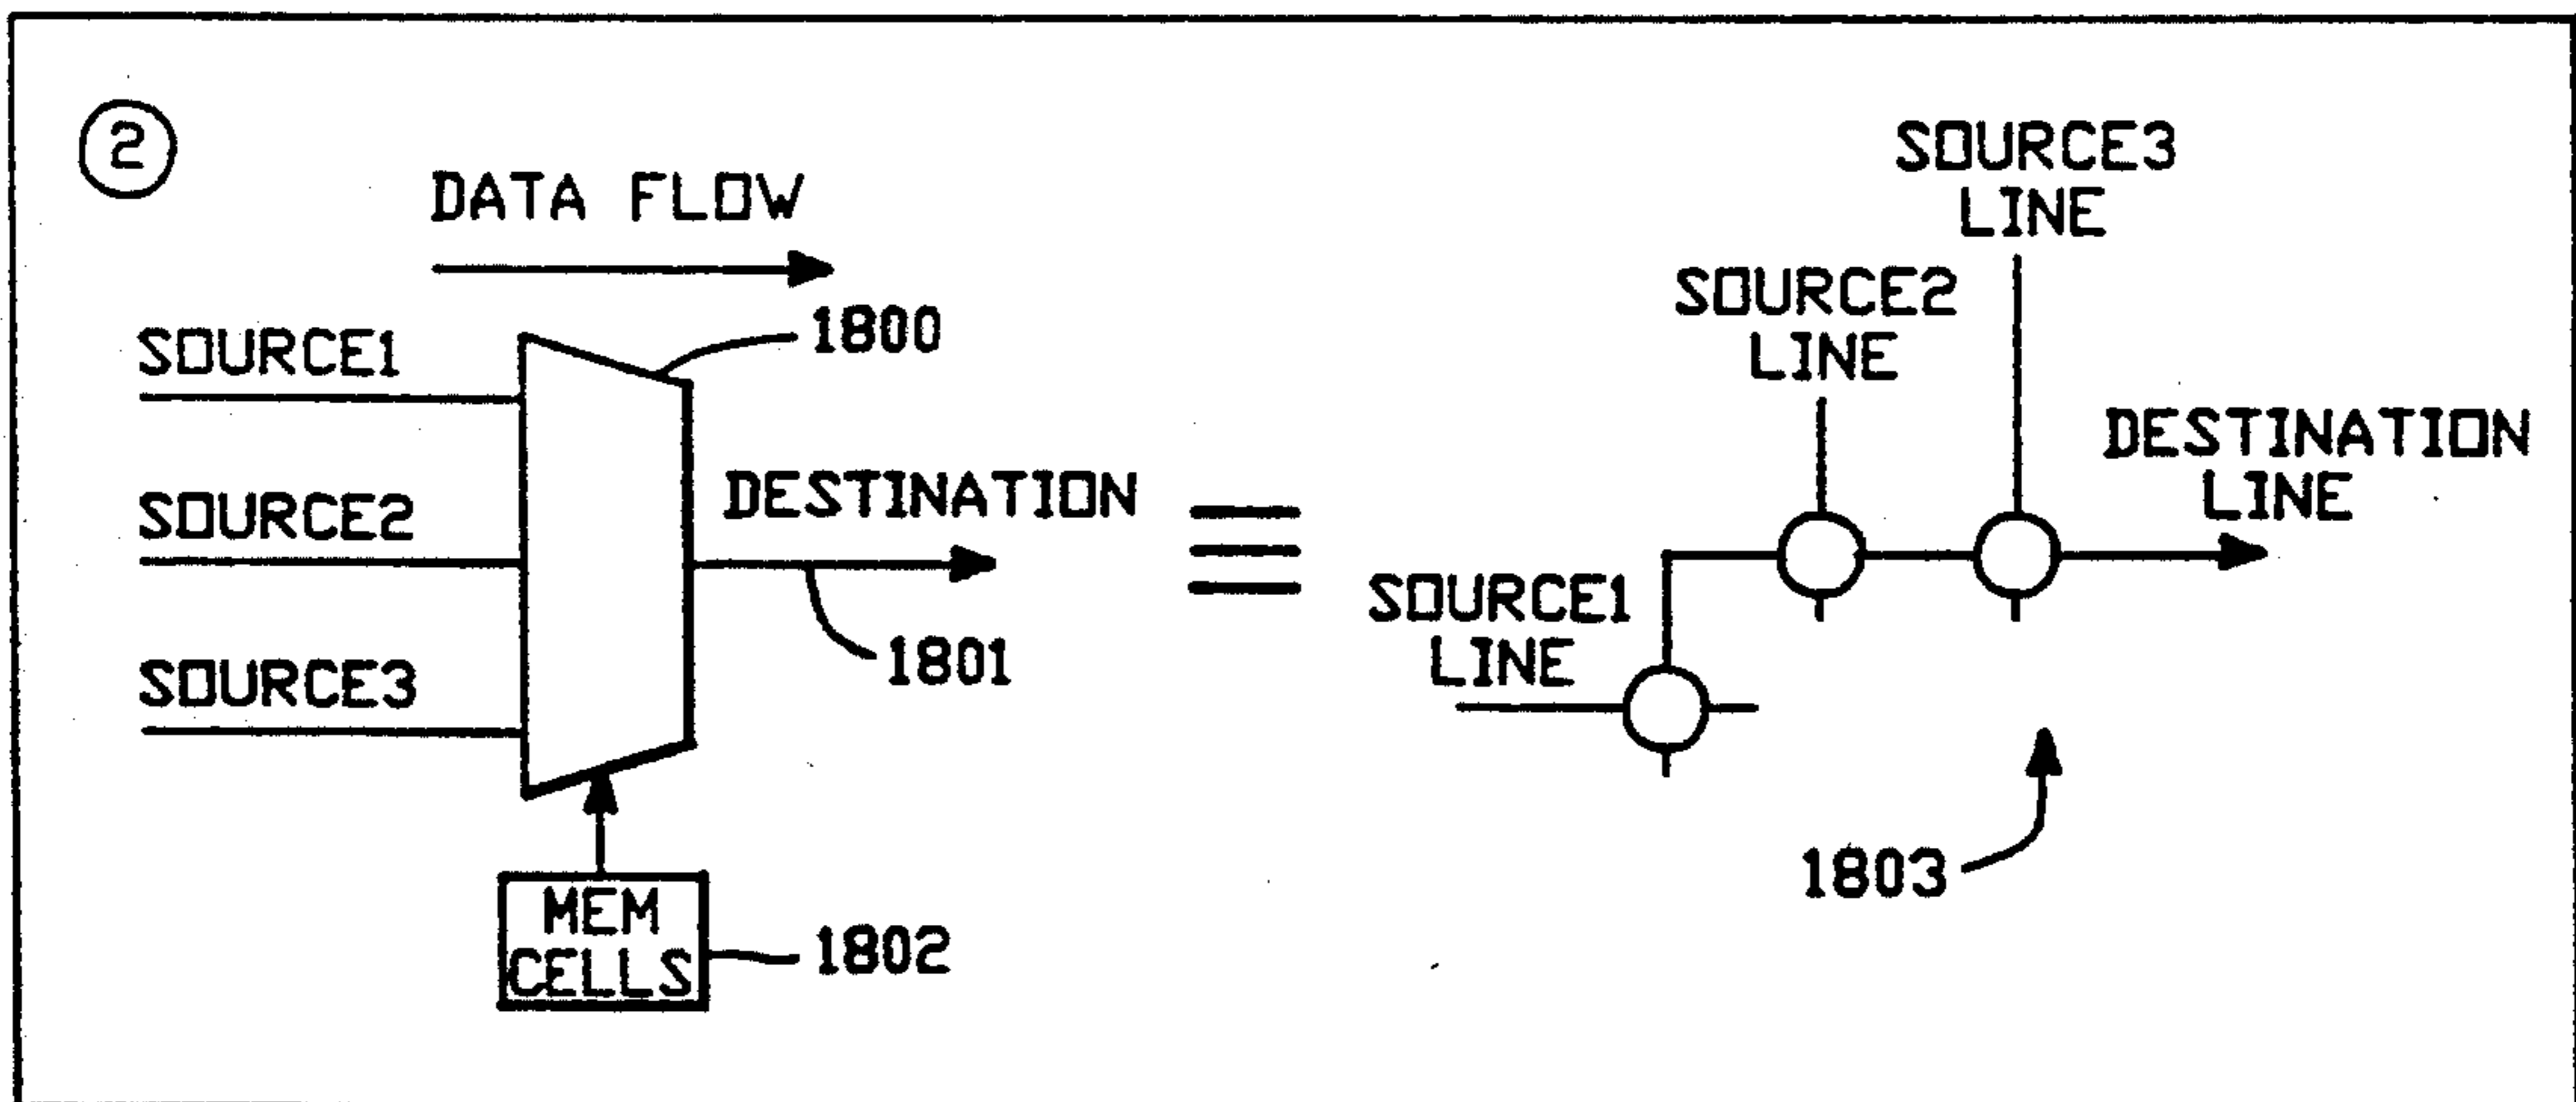 2
DATA FLOW
1800
SOURCE1
SOURCE2
SOURCE3
DESTINATION
1801
MEM
CELLS
1802
SOURCE3
LINE
SOURCE2
LINE
DESTINATION
LINE
SOURCE1
LINE
1803